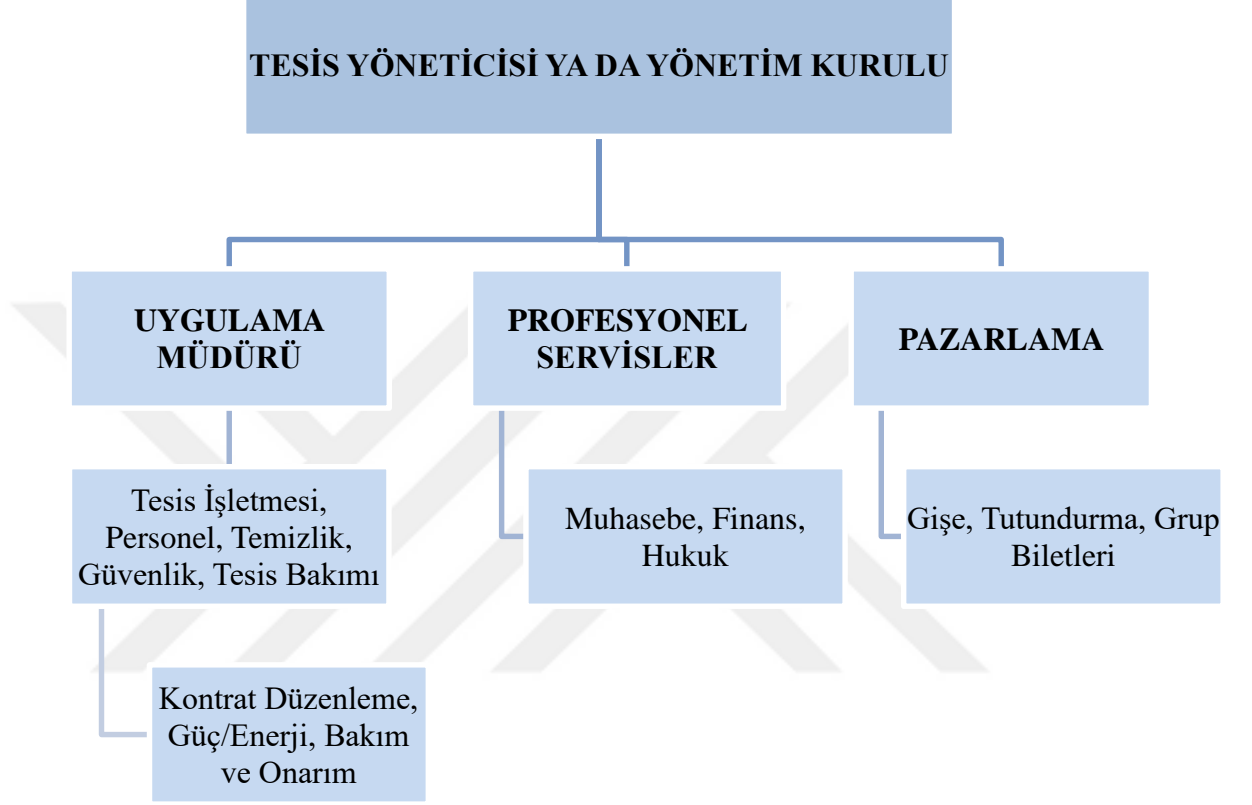 TESİS YÖNETİCİSİ YA DA YÖNETİM KURULU
UYGULAMA
MÜDÜRÜ
PROFESYONEL
SERVİSLER
PAZARLAMA
Tesis İşletmesi,
Personel, Temizlik,
Güvenlik, Tesis Bakımı
Muhasebe, Finans,
Hukuk
Gişe, Tutundurma, Grup
Biletleri
Kontrat Düzenleme,
Güç/Enerji, Bakım
ve Onarım